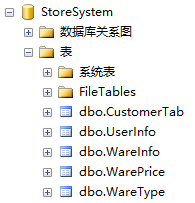 StoreSystem
数据库关系图
表
系统表
FileTables
dbo.CustomerTab
dbo.UserInfo
dbo.WareInfo
dbo.WarePrice
dbo.WareType